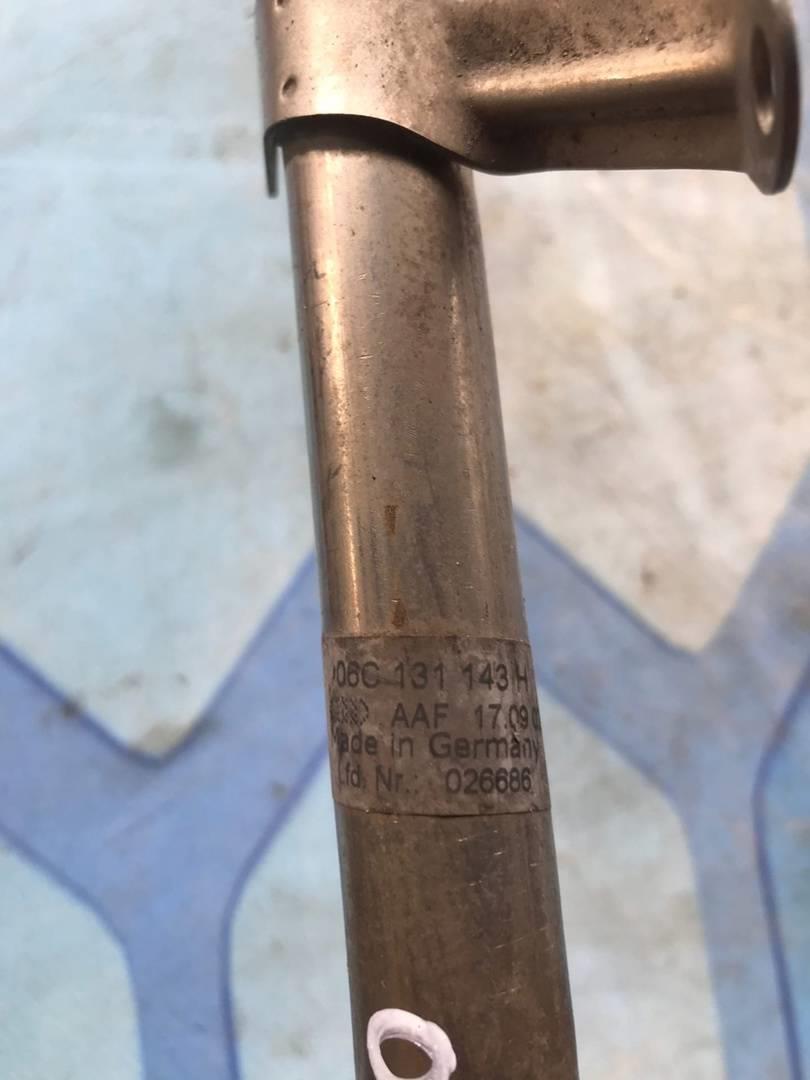 06C 131 143 H
AAF 17.09
Made in Germany
Lfd. Nr.: 026686